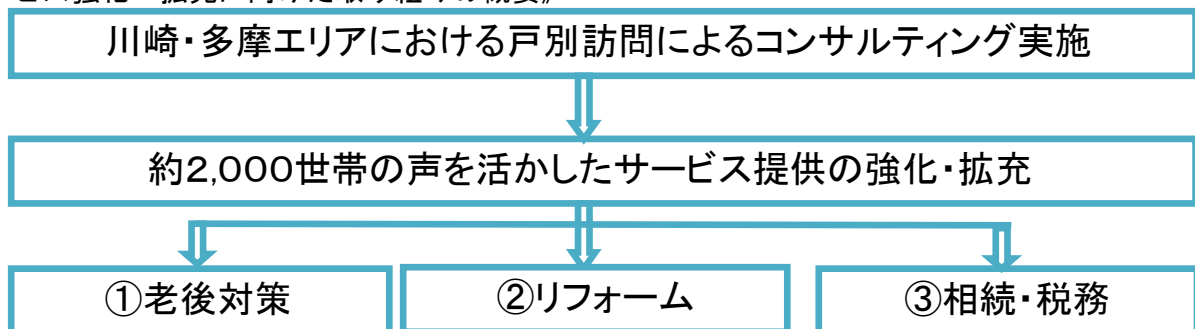 川崎・多摩エリアにおける戸別訪問によるコンサルティング実施
約2,000世帯の声を活かしたサービス提供の強化・拡充
①老後対策
②リフォーム
③相続・税務